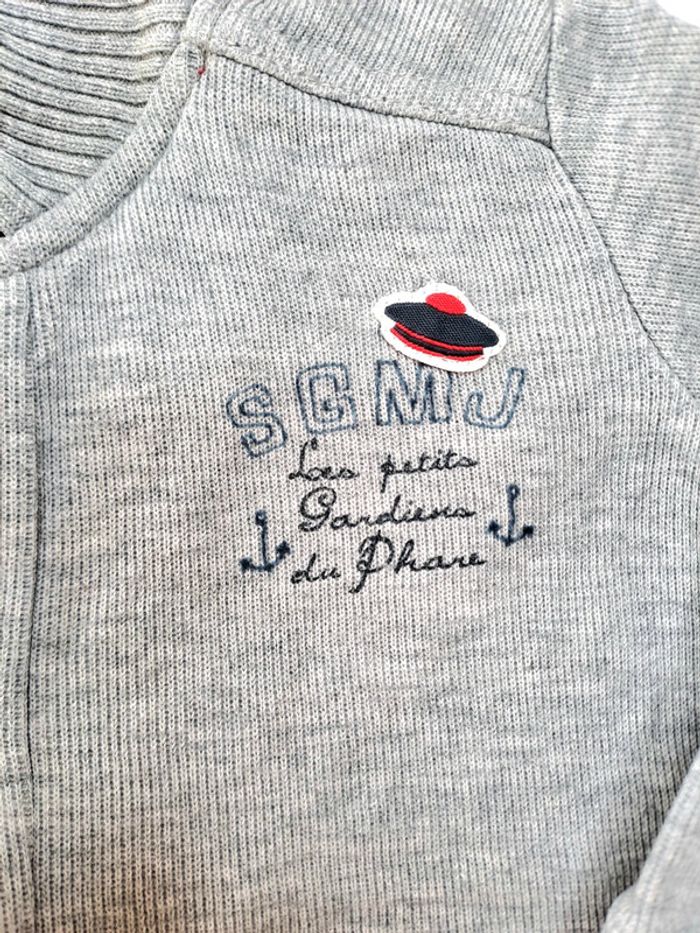 SGMJ
Les petits
Gardiens
du Phare